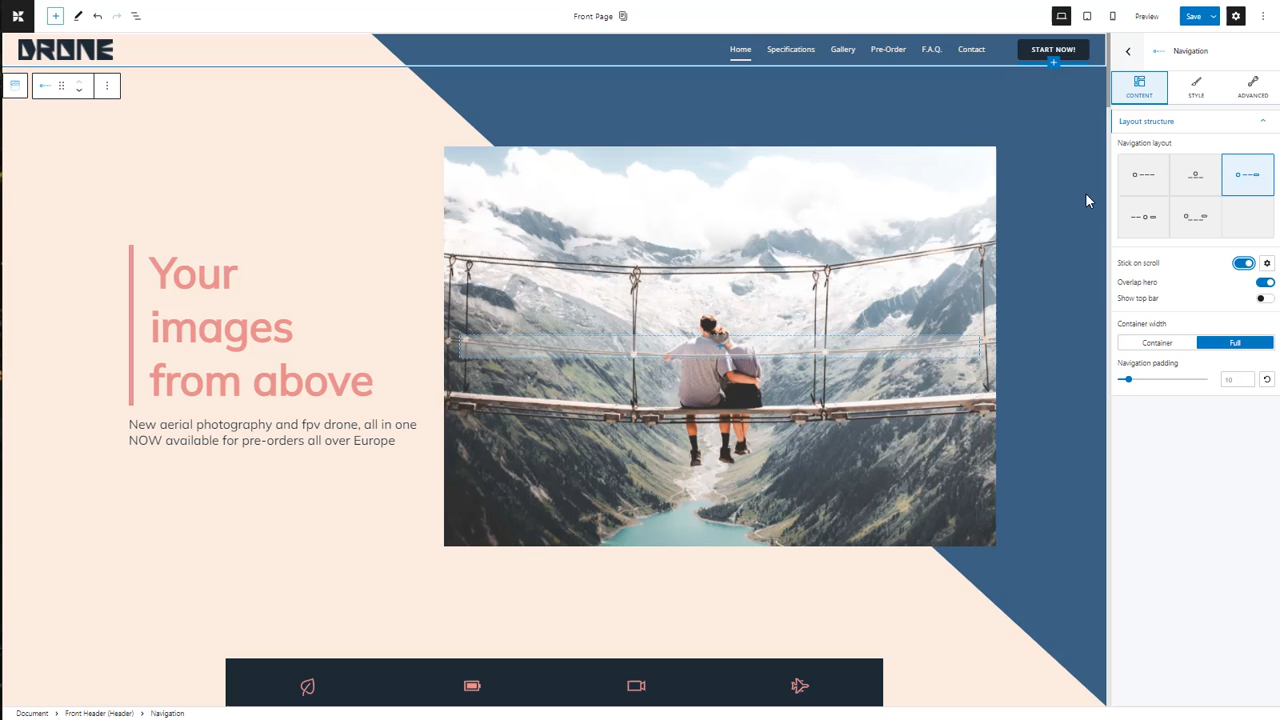 Front Page
Preview
Save
DRONE
Home
Specifications
Gallery
Pre-Order
F.A.Q.
Contact
START NOW!
Navigation
CONTENT
STYLE
ADVANCED
Layout structure
Navigation layout
Stick on scroll
Overlap hero
Show top bar
Container width
Container
Full
Navigation padding
10
Your
images
from above
New aerial photography and fpv drone, all in one
NOW available for pre-orders all over Europe
Document > Front Header (Header) > Navigation